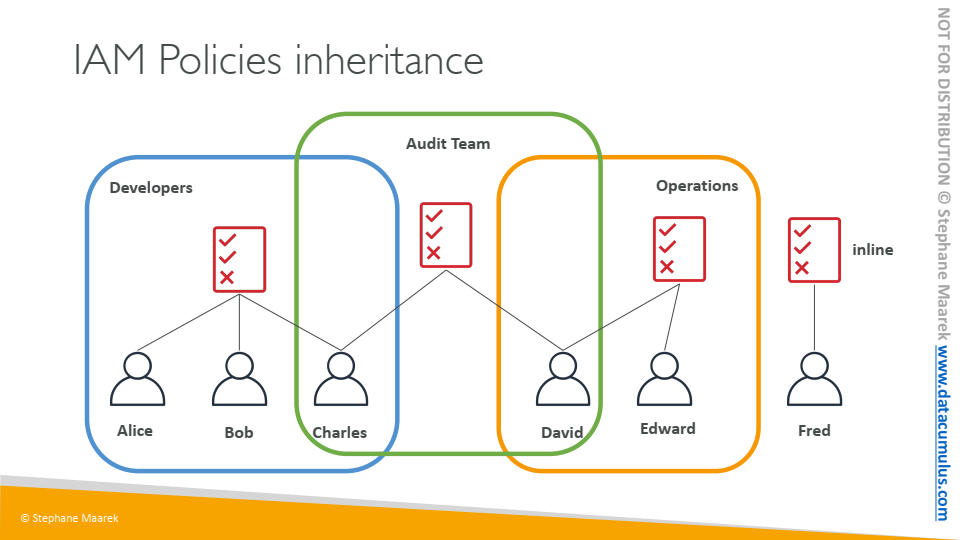 IAM Policies inheritance
Audit Team
Developers
Operations
inline
Alice
Bob
Charles
David
Edward
Fred
© Stephane Maarek
NOT FOR DISTRIBUTION © Stephane Maarek www.datacumulus.com